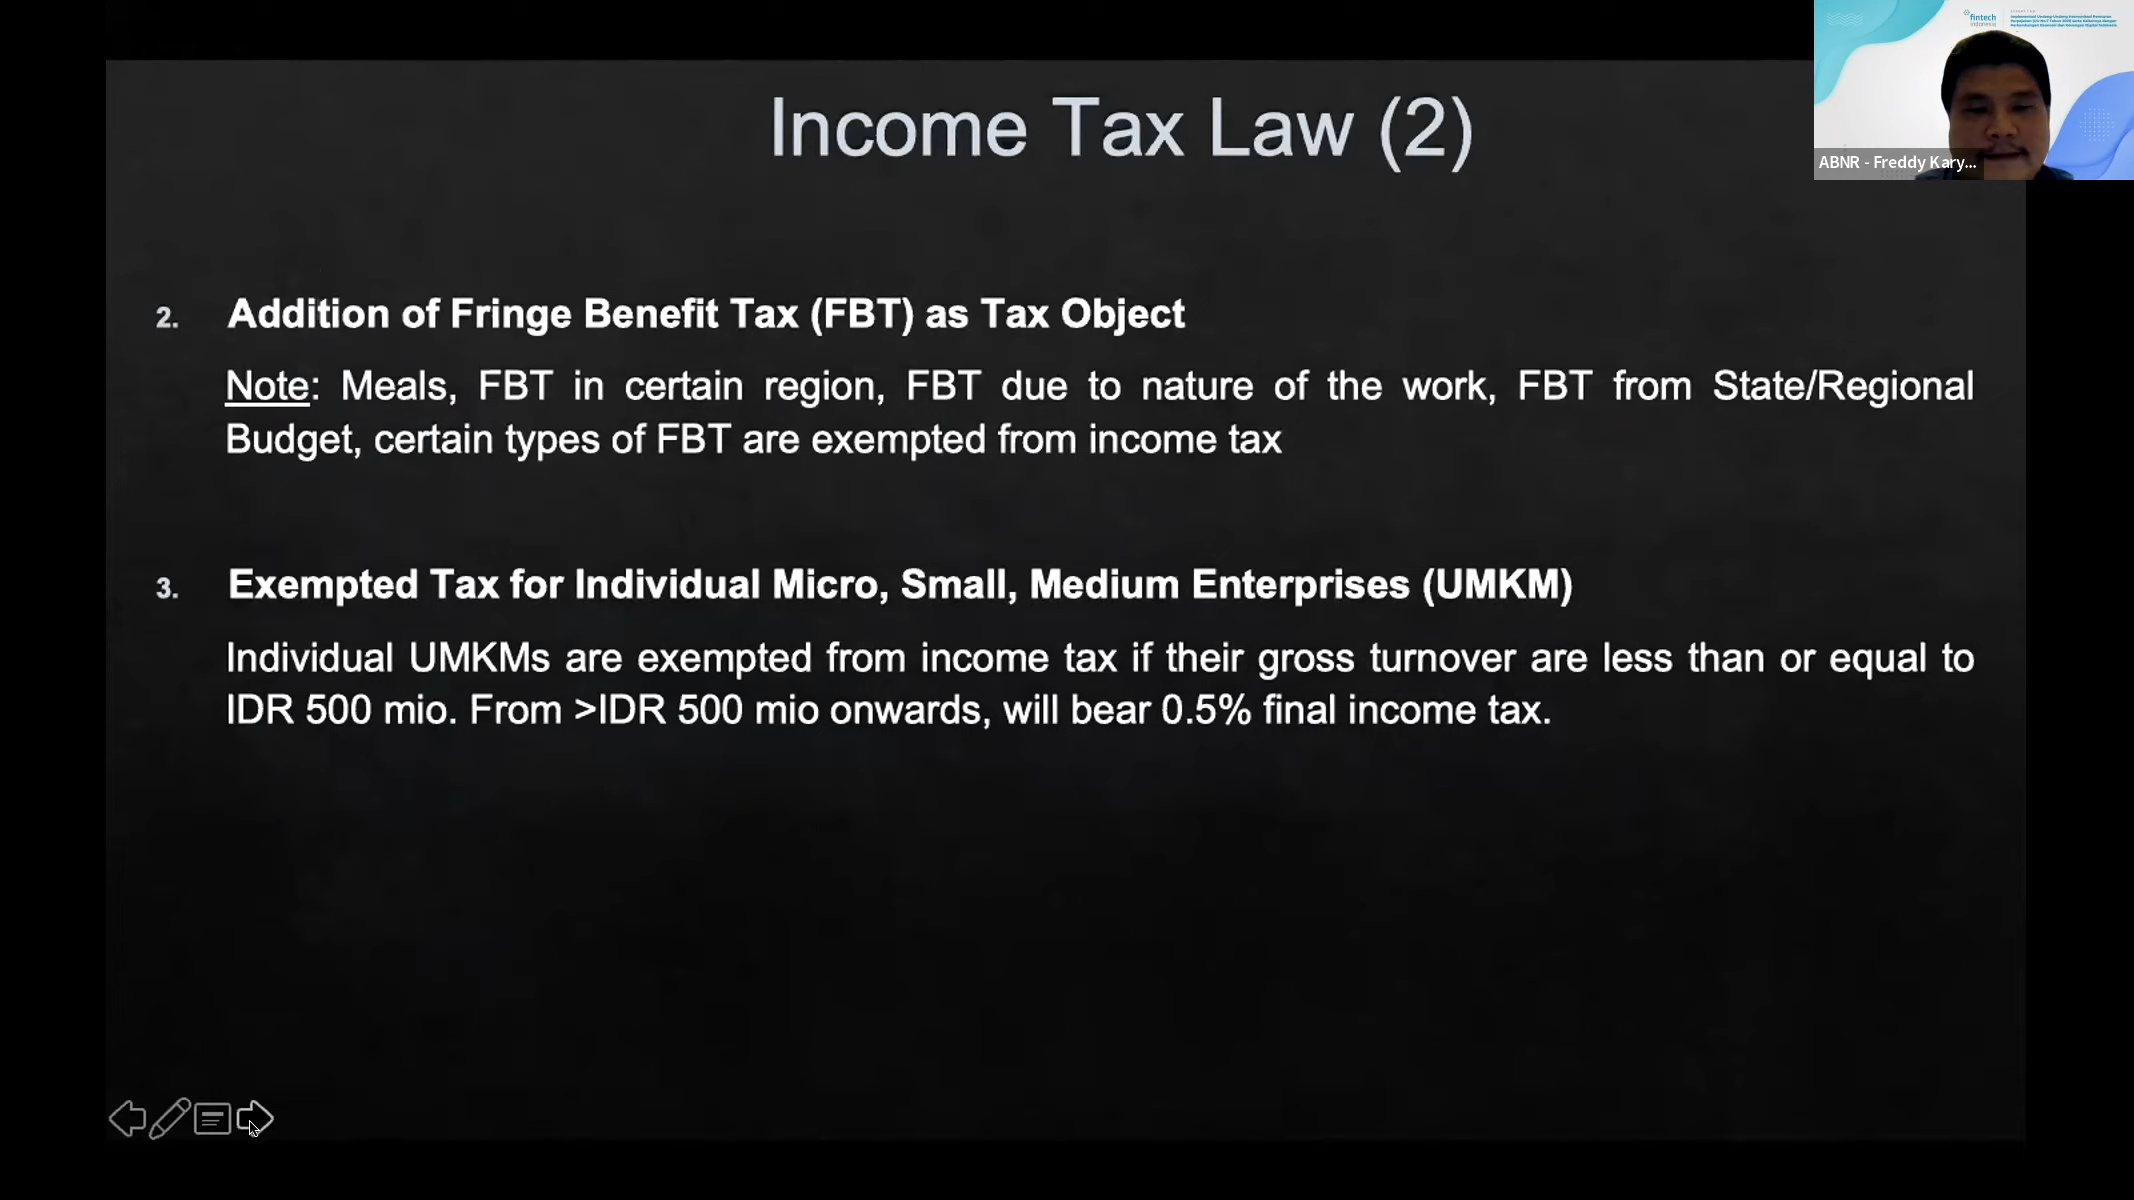 Income Tax Law (2)
fintech
indonesia
ABNR - Freddy Kary...
2. Addition of Fringe Benefit Tax (FBT) as Tax Object
Note: Meals, FBT in certain region, FBT due to nature of the work, FBT from State/Regional
Budget, certain types of FBT are exempted from income tax
3. Exempted Tax for Individual Micro, Small, Medium Enterprises (UMKM)
Individual UMKMs are exempted from income tax if their gross turnover are less than or equal to
IDR 500 mio. From >IDR 500 mio onwards, will bear 0.5% final income tax.